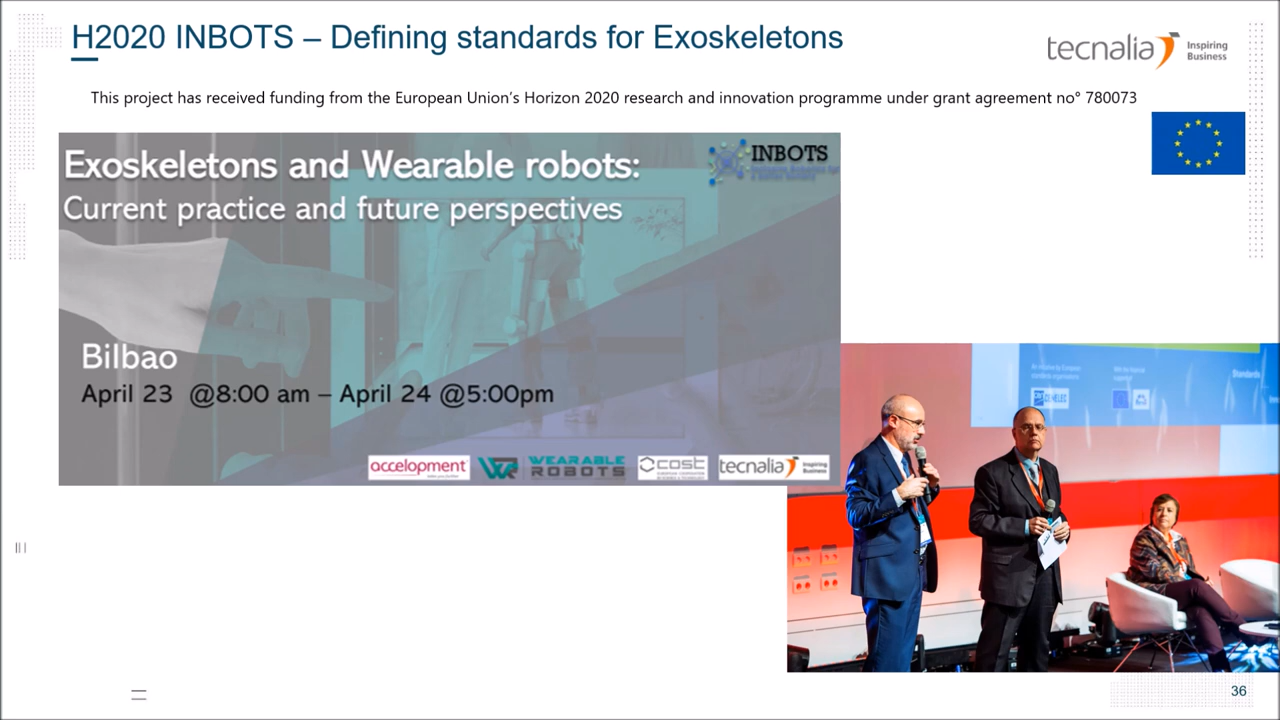 H2020 INBOTS – Defining standards for Exoskeletons
tecnalia Inspiring Business
This project has received funding from the European Union's Horizon 2020 research and innovation programme under grant agreement no° 780073
INBOTS
Exoskeletons and Wearable robots:
Current practice and future perspectives
Bilbao
April 23 @8:00 am – April 24 @5:00pm
accelopment
WEARABLE ROBOTS
cost
tecnalia Inspiring Business
Standards
36